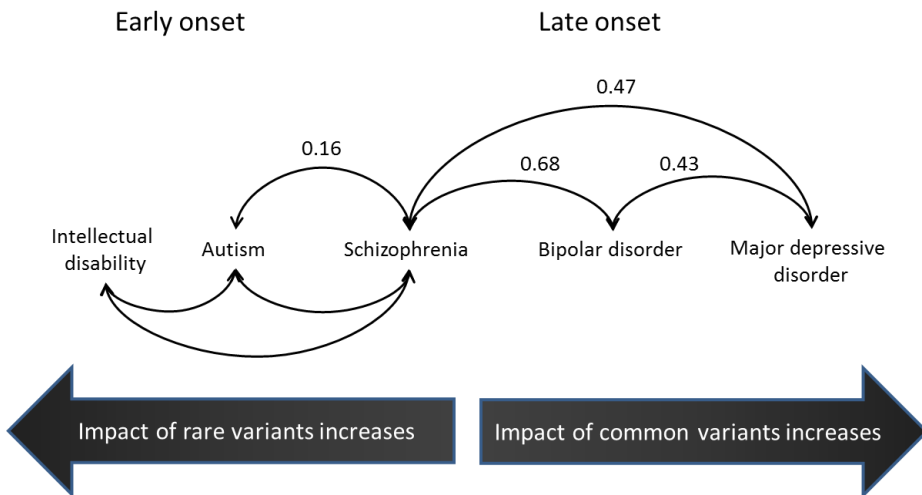 Early onset
Late onset
0.47
0.16
0.68
0.43
Intellectual
disability
Autism
Schizophrenia
Bipolar disorder
Major depressive
disorder
Impact of rare variants increases
Impact of common variants increases